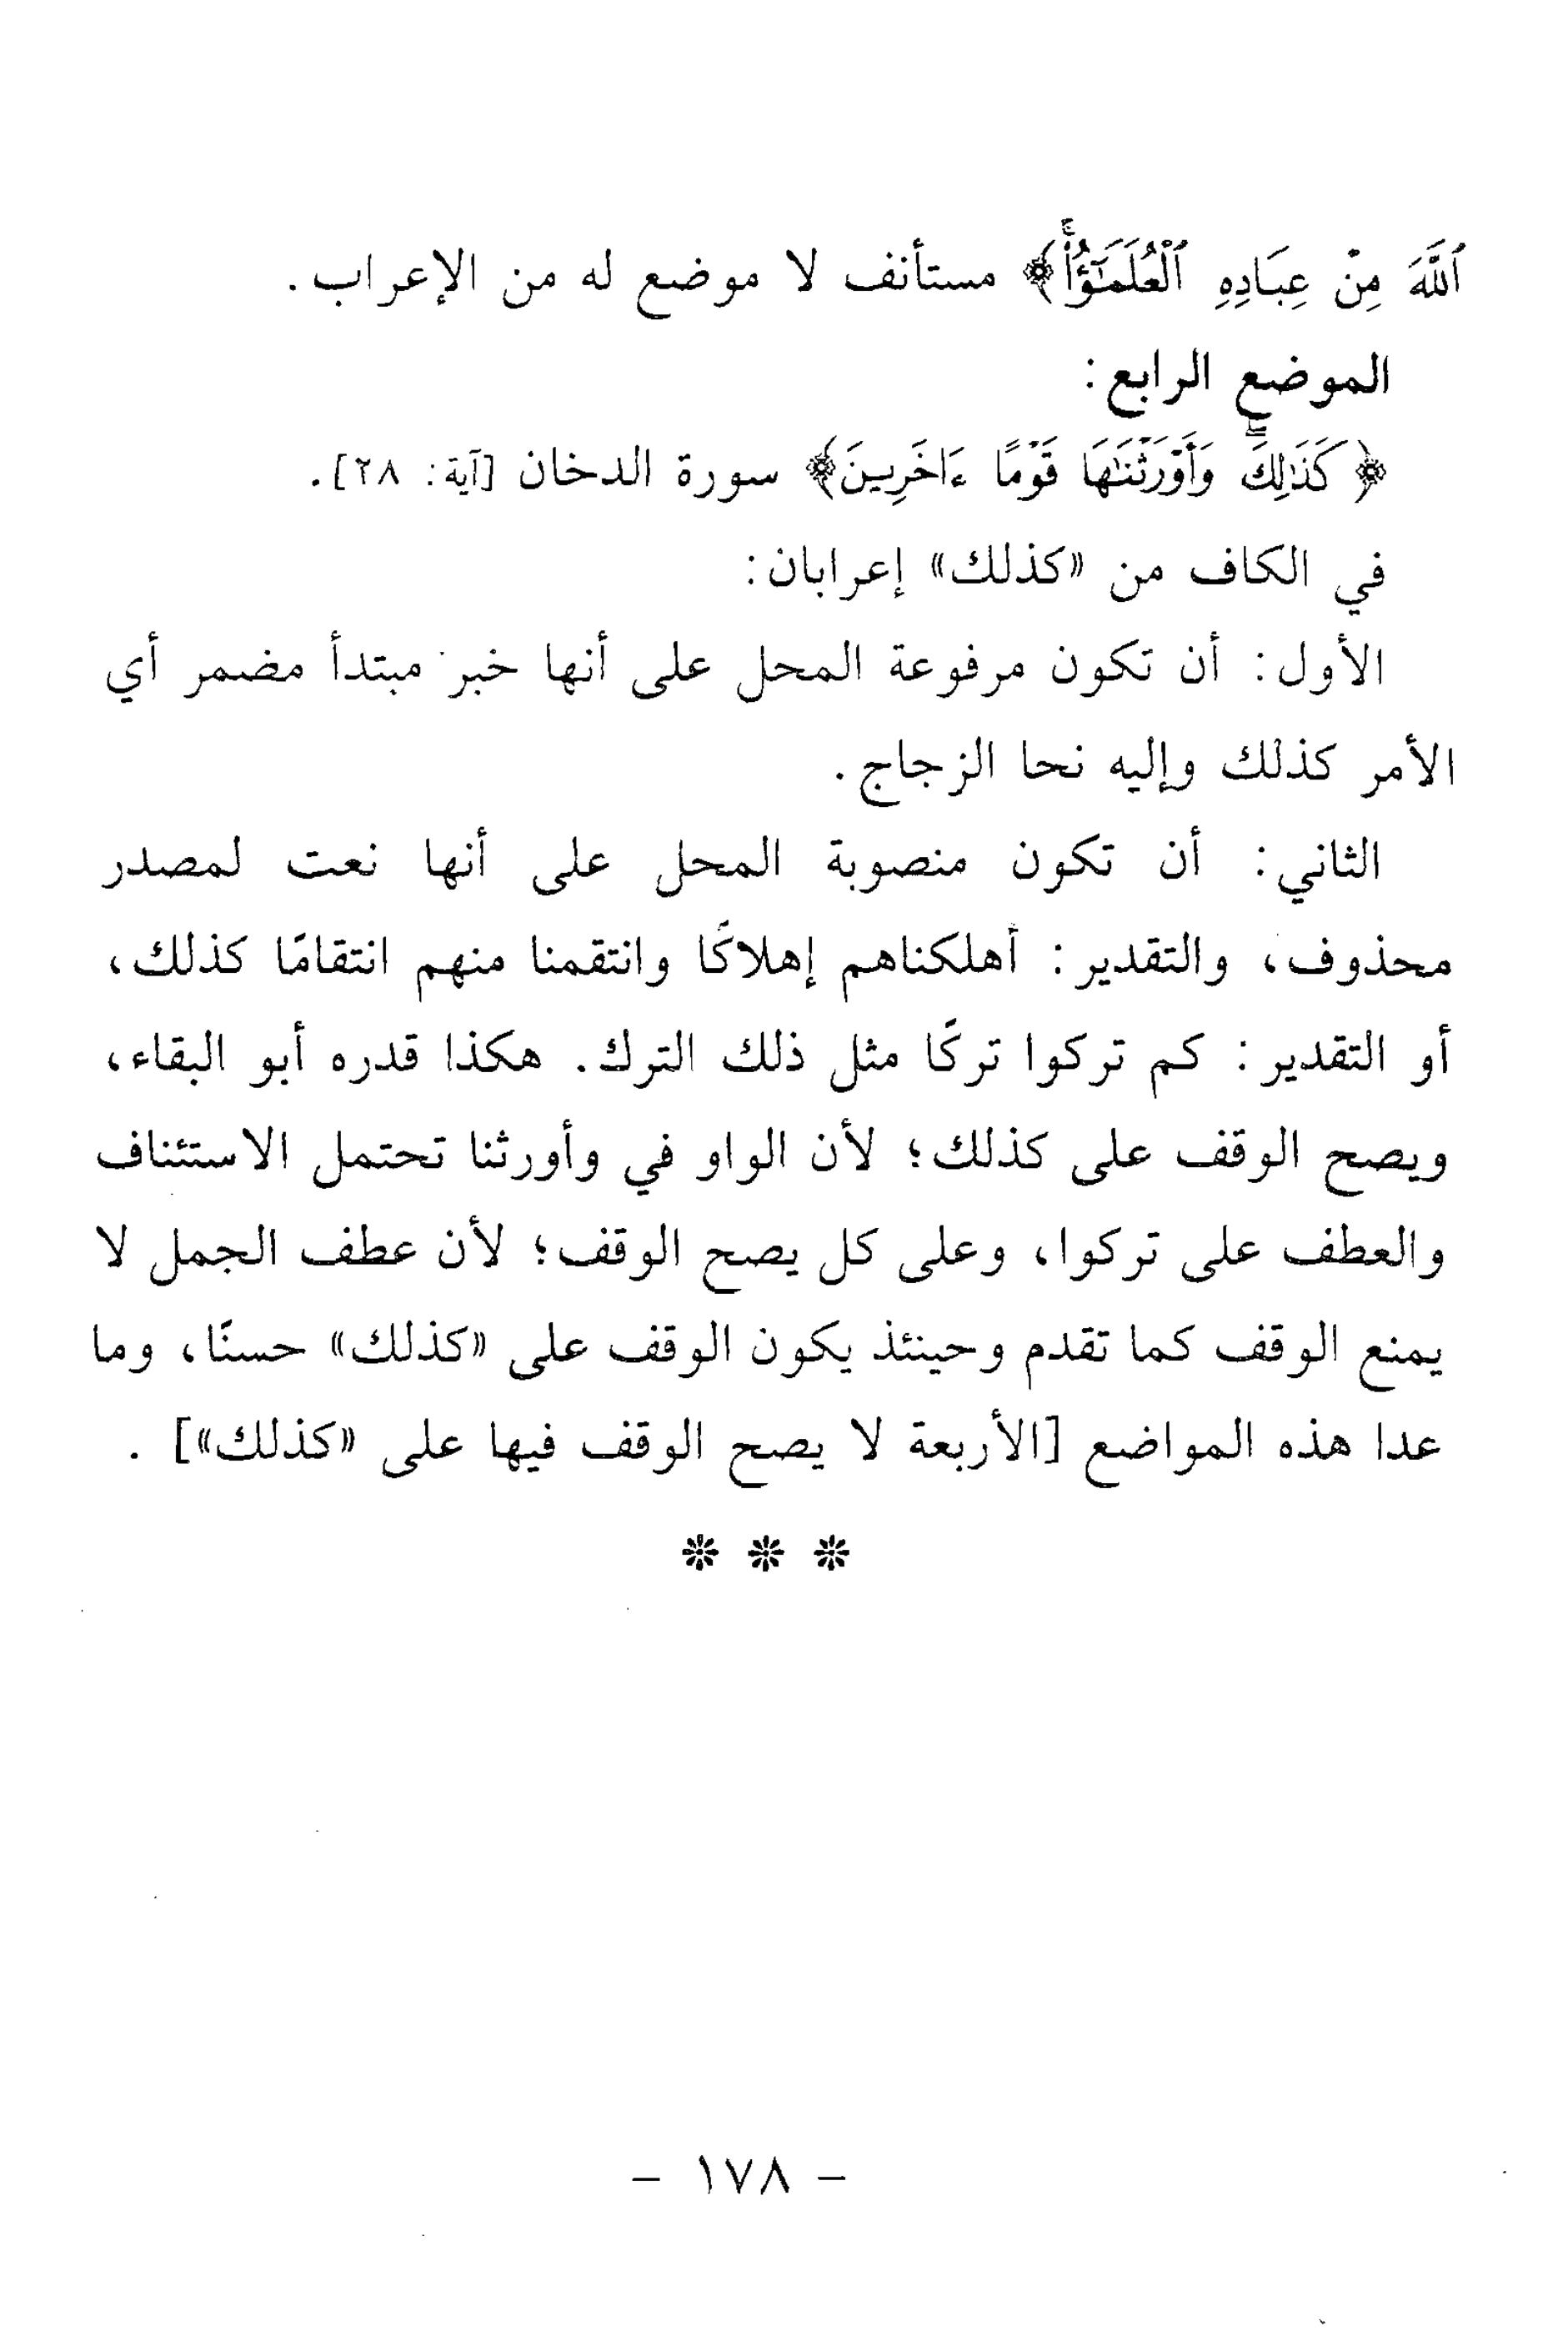 ٱللَّهَ مِنْ عِبَادِهِ ٱلْعُلَمَٰٓؤُا۟ۗ﴾ مستأنف لا موضع له من الإعراب.
الموضع الرابع:
﴿كَذَٰلِكَۖ وَأَوْرَثْنَٰهَا قَوْمًا ءَاخَرِينَ﴾ سورة الدخان [آية: ٢٨].
في الكاف من «كذلك» إعرابان:
الأول: أن تكون مرفوعة المحل على أنها خبر مبتدأ مضمر أي
الأمر كذلك وإليه نحا الزجاج.
الثاني: أن تكون منصوبة المحل على أنها نعت لمصدر
محذوف، والتقدير: أهلكناهم إهلاكًا وانتقمنا منهم انتقامًا كذلك،
أو التقدير: كم تركوا تركًا مثل ذلك الترك. هكذا قدره أبو البقاء،
ويصح الوقف على كذلك؛ لأن الواو في وأورثنا تحتمل الاستئناف
والعطف على تركوا، وعلى كل يصح الوقف؛ لأن عطف الجمل لا
يمنع الوقف كما تقدم وحينئذ يكون الوقف على «كذلك» حسنًا، وما
عدا هذه المواضع [الأربعة لا يصح الوقف فيها على «كذلك»] .
* * *
- ١٧٨ -